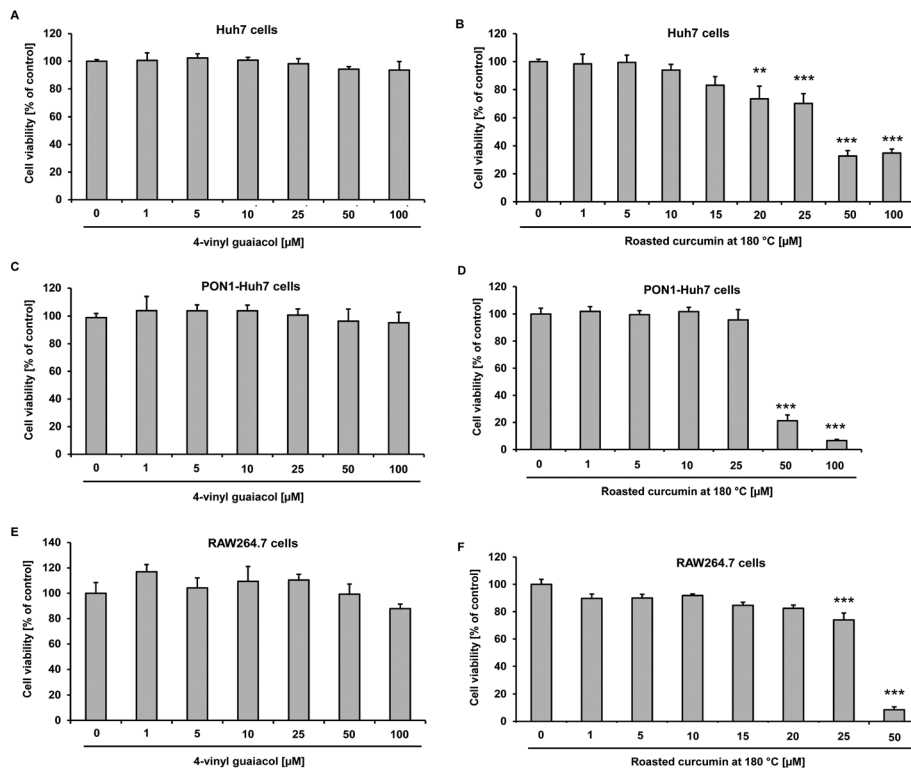 A
Huh7 cells
Cell viability [% of control]
120
100
80
60
40
20
0
0 1 5 10 25 50 100
4-vinyl guaiacol [µM]
B
Huh7 cells
Cell viability [% of control]
120
100
80
60
40
20
0
** *** *** ***
0 1 5 10 15 20 25 50 100
Roasted curcumin at 180 °C [µM]
C
PON1-Huh7 cells
Cell viability [% of control]
120
100
80
60
40
20
0
0 1 5 10 25 50 100
4-vinyl guaiacol [µM]
D
PON1-Huh7 cells
Cell viability [% of control]
120
100
80
60
40
20
0
*** ***
0 1 5 10 25 50 100
Roasted curcumin at 180 °C [µM]
E
RAW264.7 cells
Cell viability [% of control]
140
120
100
80
60
40
20
0
0 1 5 10 25 50 100
4-vinyl guaiacol [µM]
F
RAW264.7 cells
Cell viability [% of control]
120
100
80
60
40
20
0
*** ***
0 1 5 10 15 20 25 50
Roasted curcumin at 180 °C [µM]